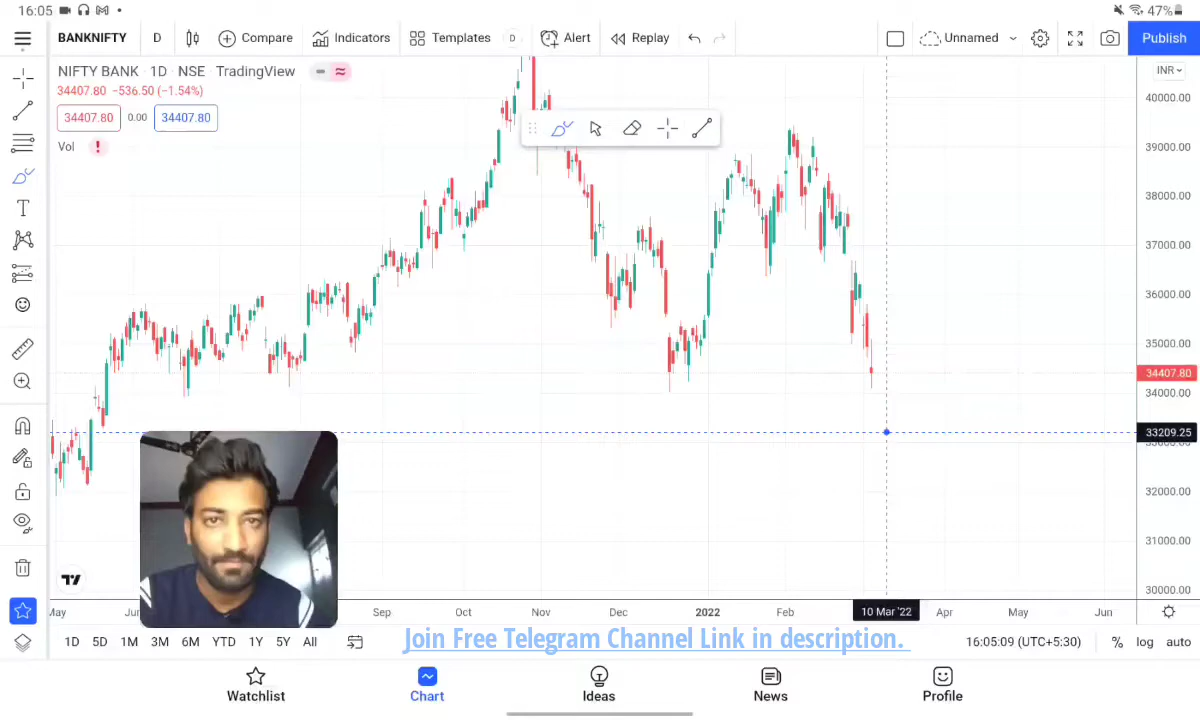 16:05
47%
BANKNIFTY D Compare Indicators Templates D Alert Replay Unnamed Publish
NIFTY BANK · 1D · NSE · TradingView
INR
34407.80 −536.50 (−1.54%)
34407.80 0.00 34407.80
Vol !
40000.00
39000.00
38000.00
37000.00
36000.00
35000.00
34407.80
34000.00
33209.25
32000.00
31000.00
30000.00
May
Sep Oct Nov Dec 2022 Feb 10 Mar '22 Apr May Jun
1D 5D 1M 3M 6M YTD 1Y 5Y All
Join Free Telegram Channel Link in description.
16:05:09 (UTC+5:30) % log auto
Watchlist Chart Ideas News Profile